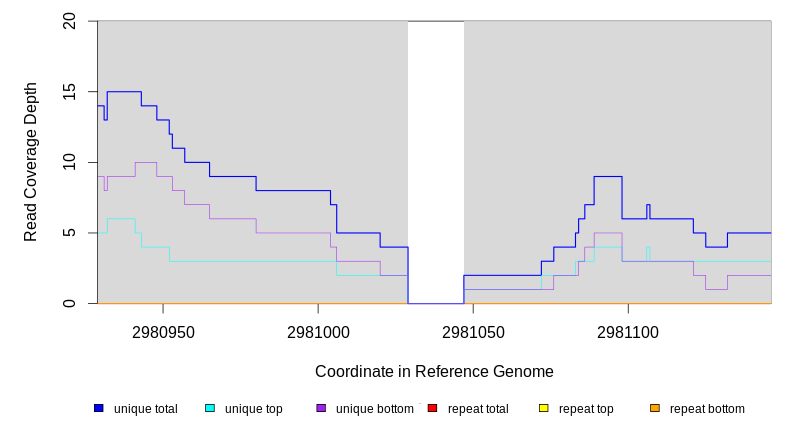 Read Coverage Depth
20
15
10
5
0
2980950 2981000 2981050 2981100
Coordinate in Reference Genome
unique total unique top unique bottom repeat total repeat top repeat bottom